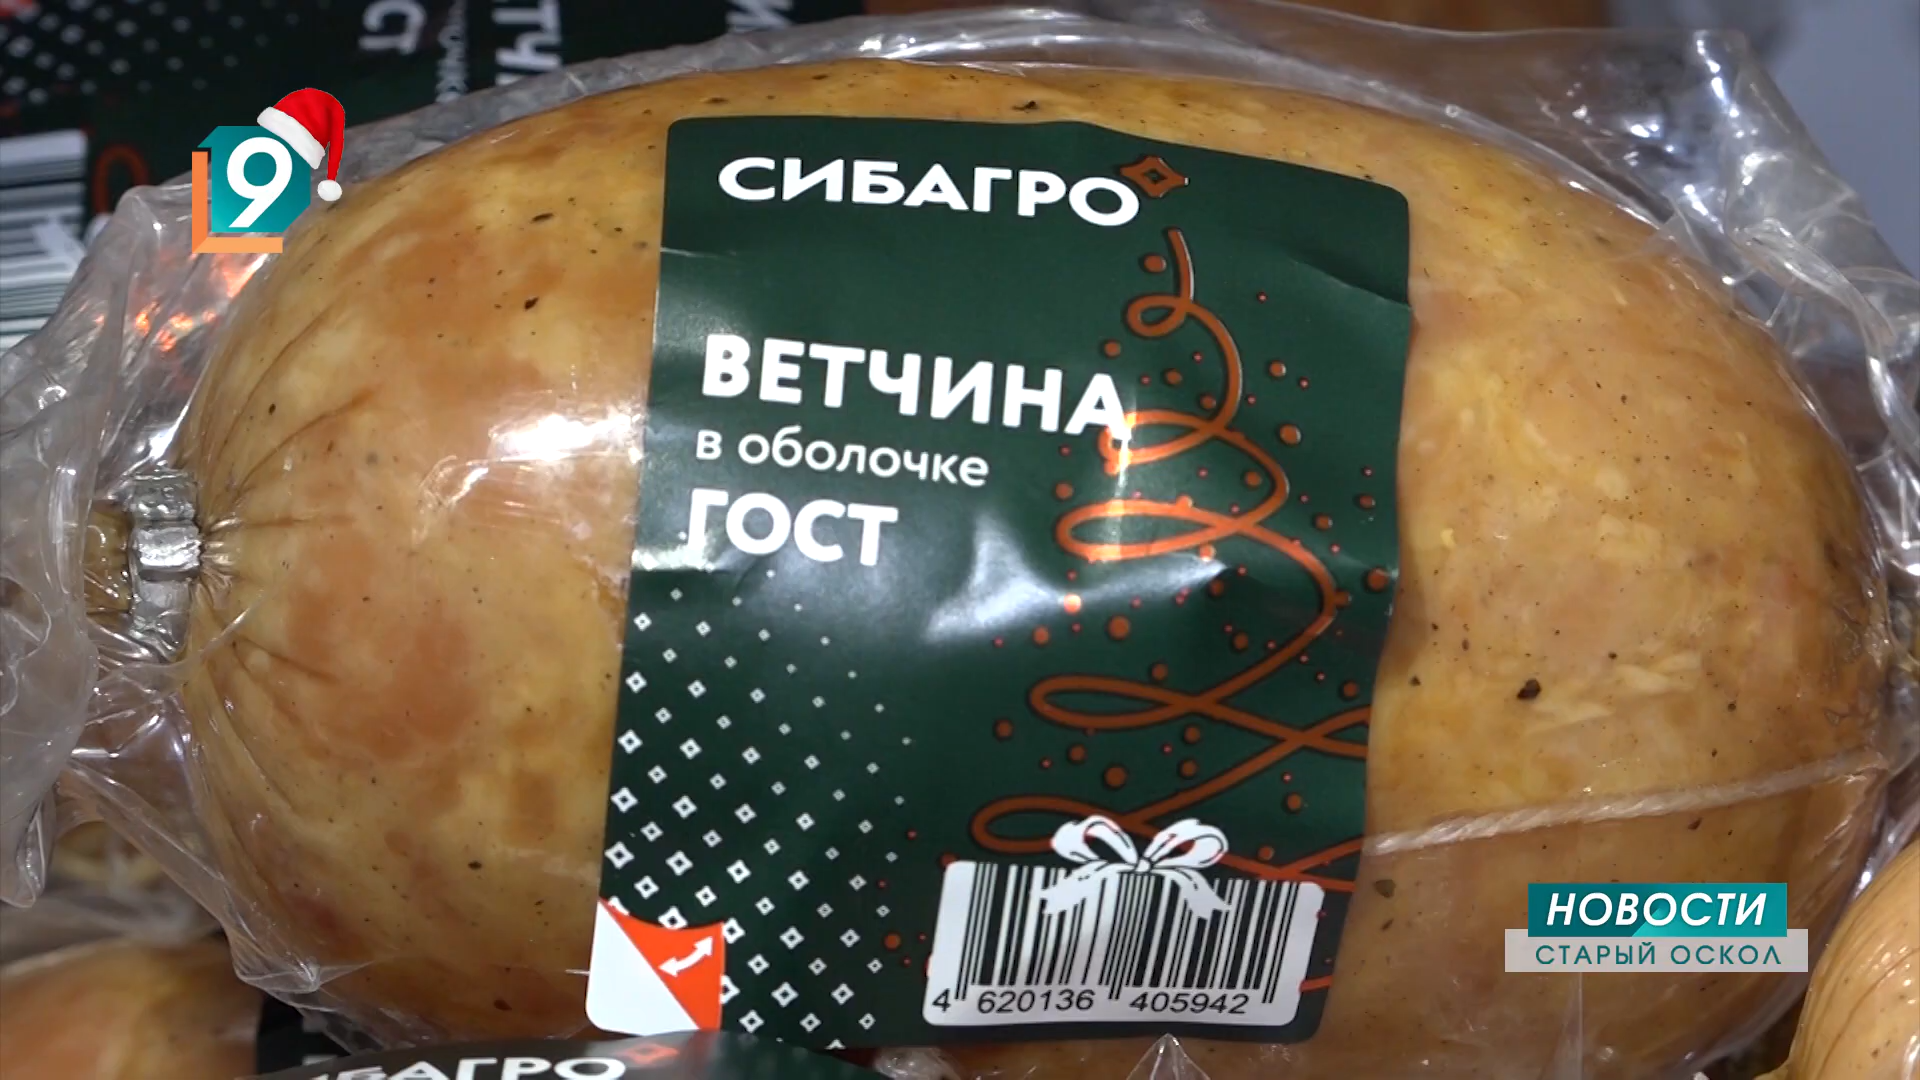 9
СИБАГРО
ВЕТЧИНА
в оболочке
ГОСТ
4 620136 405942
НОВОСТИ
СТАРЫЙ ОСКОЛ